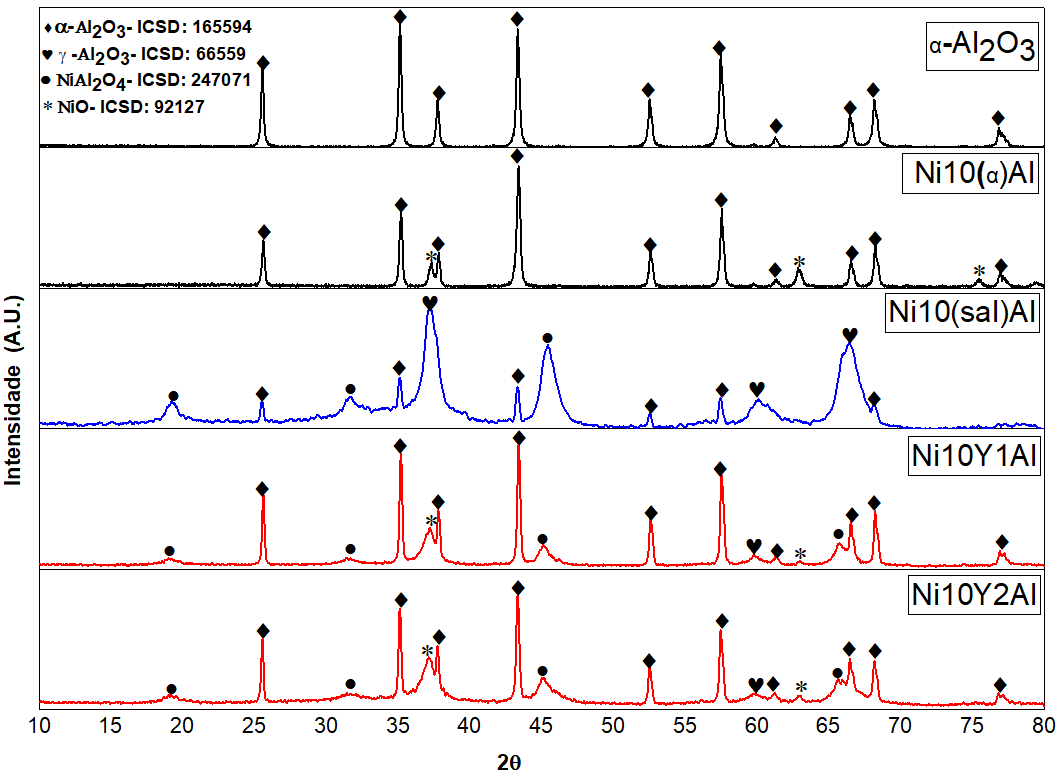 ♦ α-Al₂O₃- ICSD: 165594
♥ γ -Al₂O₃- ICSD: 66559
● NiAl₂O₄- ICSD: 247071
* NiO- ICSD: 92127
α-Al₂O₃
Ni10(α)Al
Ni10(sal)Al
Ni10Y1Al
Ni10Y2Al
Intensidade (A.U.)
10 15 20 25 30 35 40 45 50 55 60 65 70 75 80
2θ